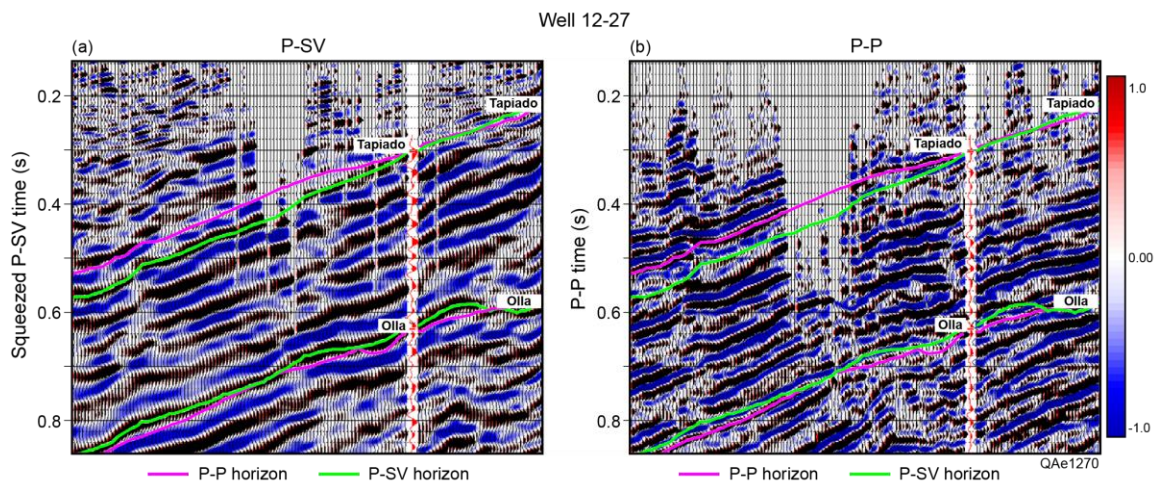 Well 12-27
(a) P-SV
(b) P-P
Squeezed P-SV time (s)
0.2
0.4
0.6
0.8
Tapiado
Tapiado
Olla
Olla
P-P time (s)
0.2
0.4
0.6
0.8
Tapiado
Tapiado
Olla
Olla
1.0
0.00
-1.0
P-P horizon
P-SV horizon
P-P horizon
P-SV horizon
QAe1270